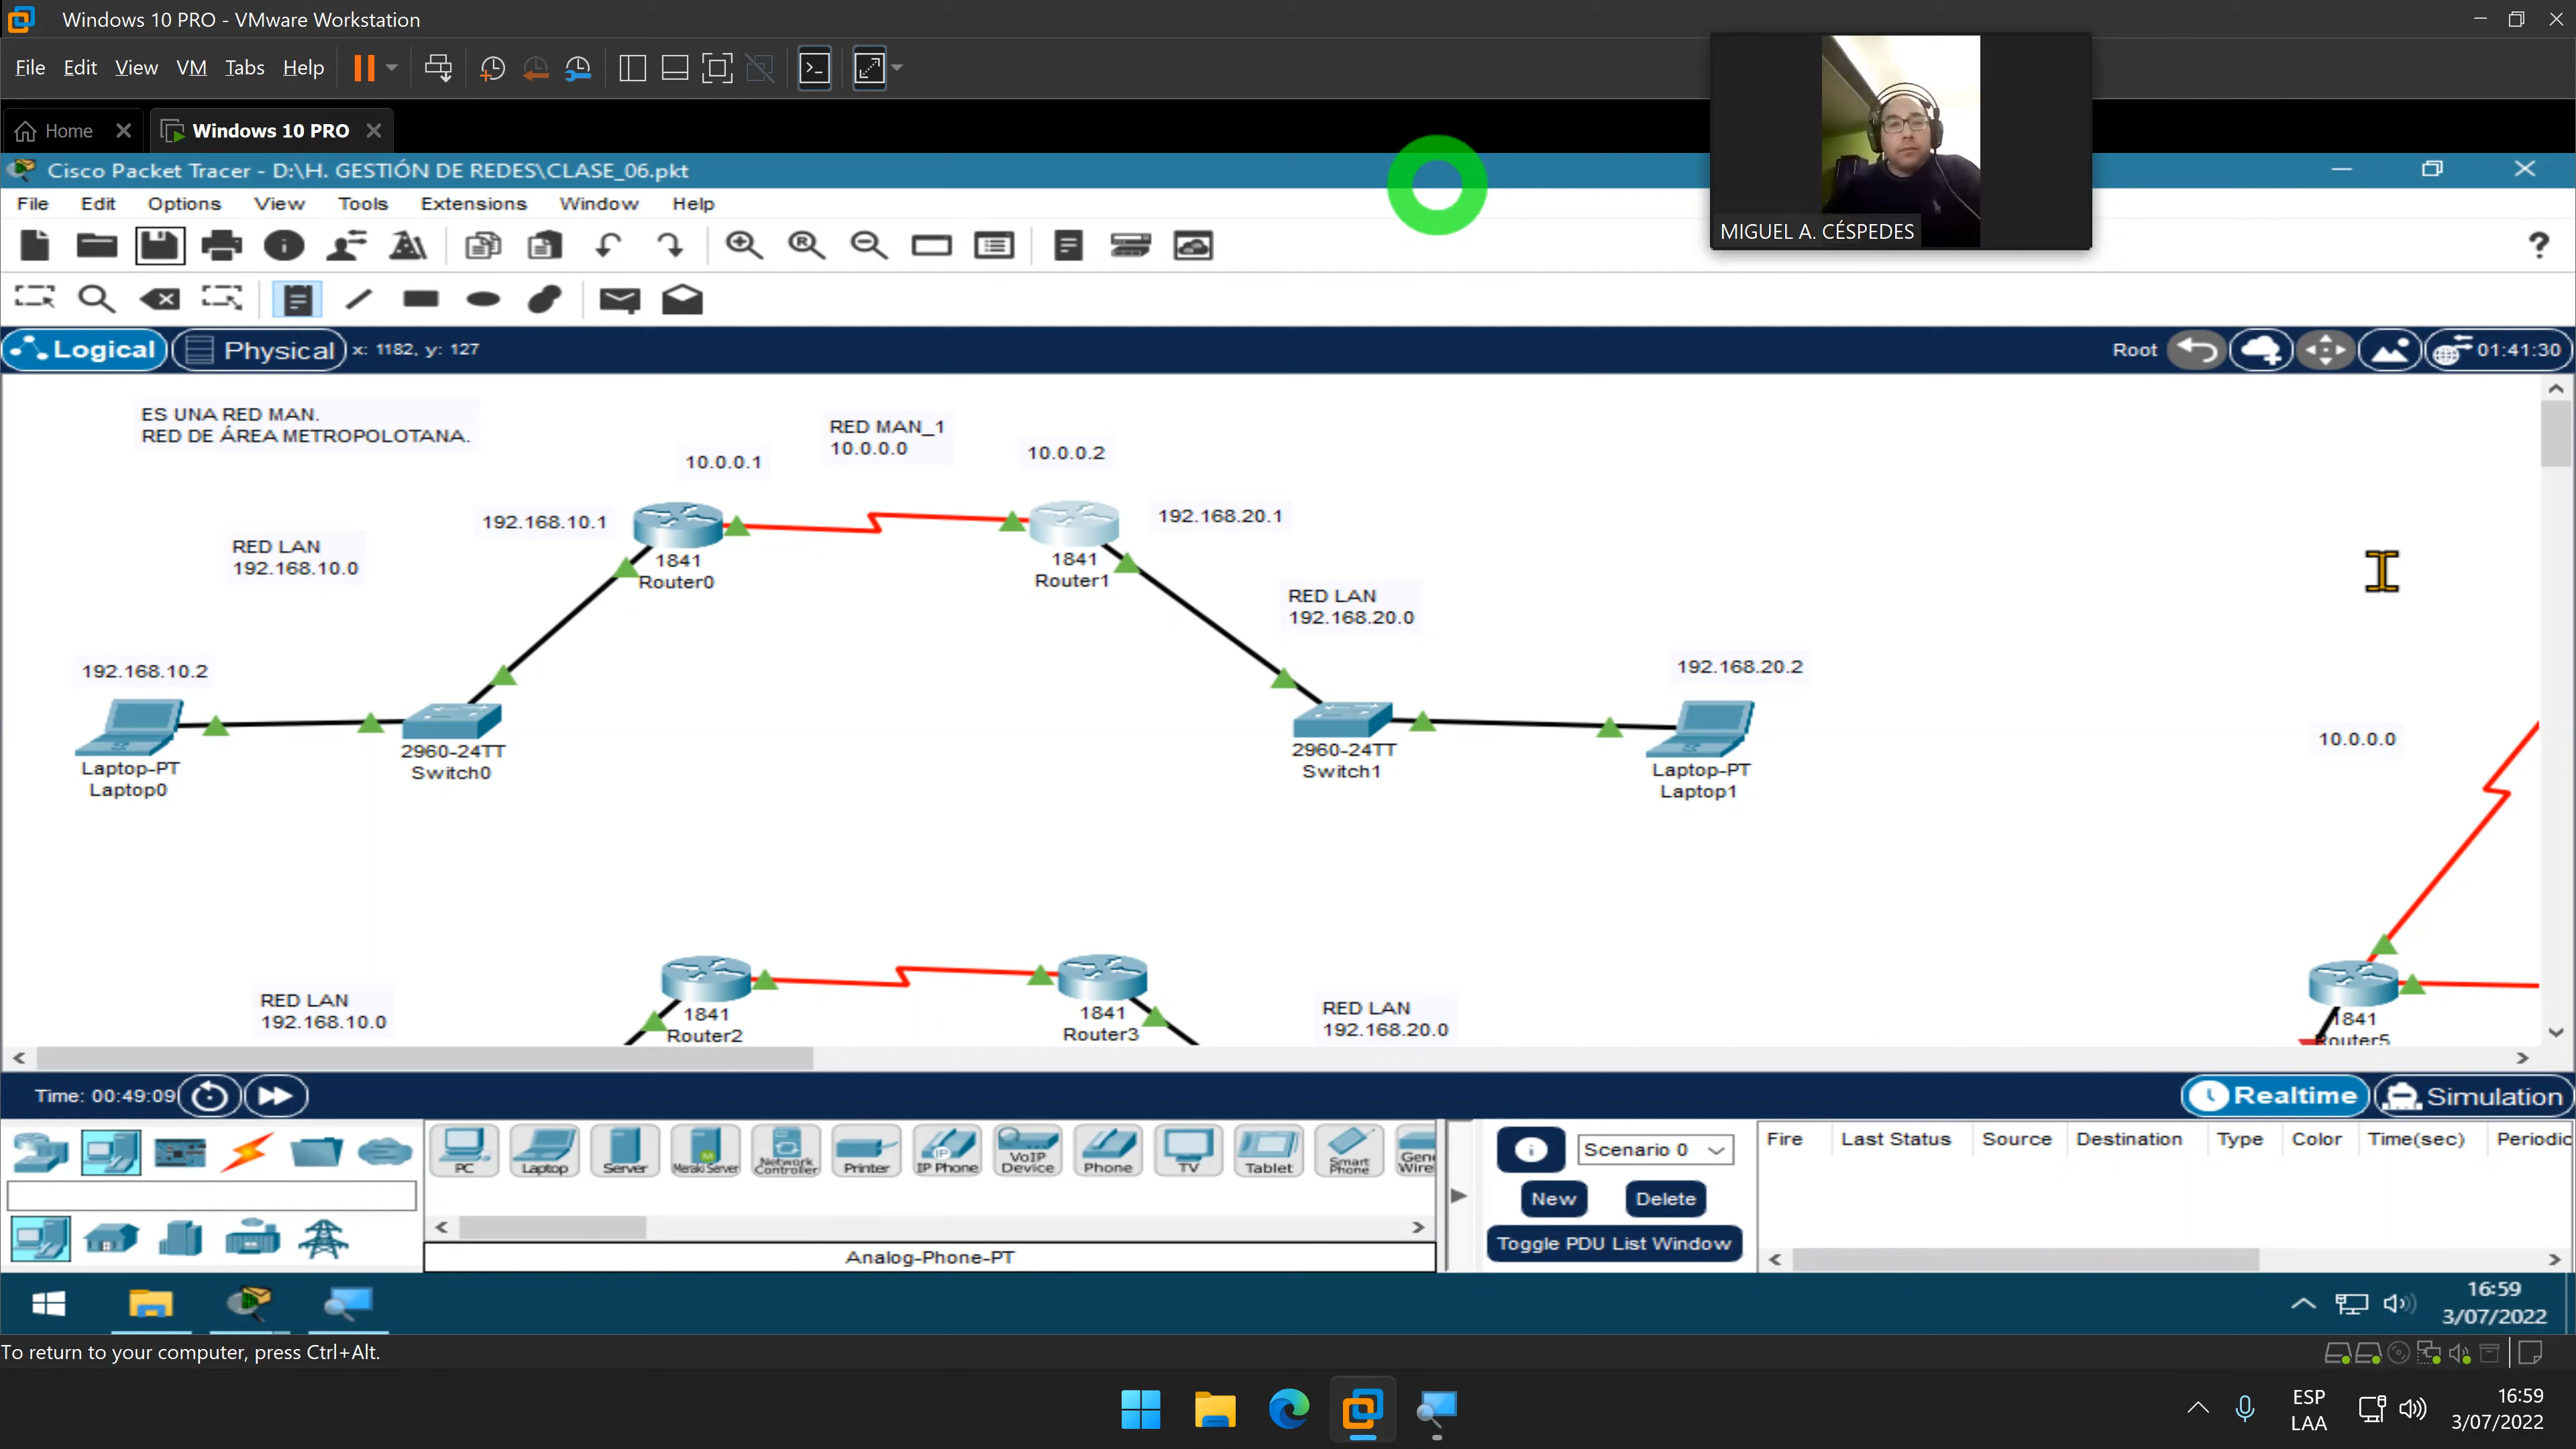 Windows 10 PRO - VMware Workstation
File Edit View VM Tabs Help
Home
Windows 10 PRO
MIGUEL A. CÉSPEDES
Cisco Packet Tracer - D:\H. GESTIÓN DE REDES\CLASE_06.pkt
File Edit Options View Tools Extensions Window Help
Logical Physical x: 1182, y: 127
Root 01:41:30
ES UNA RED MAN.
RED DE ÁREA METROPOLOTANA.
RED MAN_1
10.0.0.0
10.0.0.1
10.0.0.2
192.168.10.1
192.168.20.1
1841
Router0
1841
Router1
RED LAN
192.168.10.0
RED LAN
192.168.20.0
192.168.10.2
192.168.20.2
2960-24TT
Switch0
2960-24TT
Switch1
Laptop-PT
Laptop0
Laptop-PT
Laptop1
10.0.0.0
RED LAN
192.168.10.0
1841
Router2
1841
Router3
RED LAN
192.168.20.0
1841
Router5
Time: 00:49:09
Realtime Simulation
PC
Laptop
Server
Meraki Server
Network
Controller
Printer
IP Phone
VoIP
Device
Phone
TV
Tablet
Smart
Phone
Gen
Wire
Analog-Phone-PT
Scenario 0
New Delete
Toggle PDU List Window
Fire Last Status Source Destination Type Color Time(sec) Periodic
16:59
3/07/2022
To return to your computer, press Ctrl+Alt.
ESP
LAA
16:59
3/07/2022